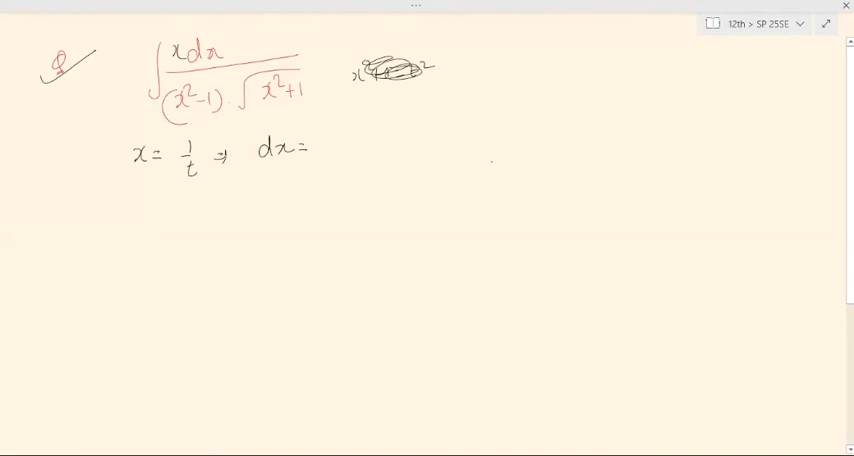 12th > SP 25SE
Q ∫ x dx / (x²-1) · √x²+1
x = 1/t ⇒ dx =